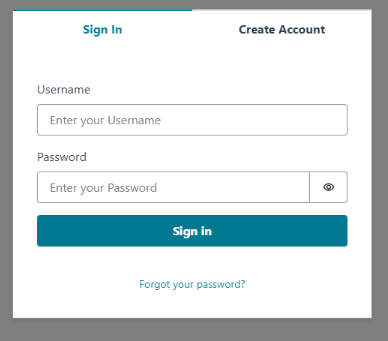 Sign In
Create Account
Username
Enter your Username
Password
Enter your Password
Sign in
Forgot your password?